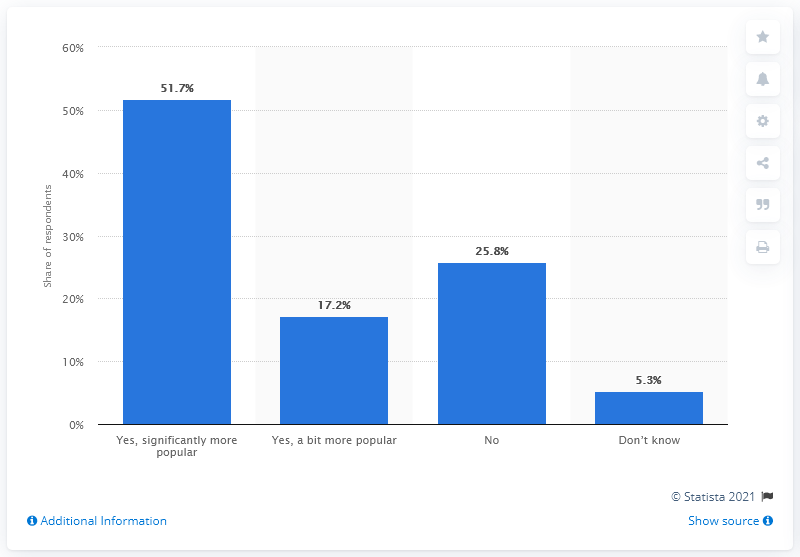 60%
50%
40%
30%
20%
10%
0%
Share of respondents
51.7%
17.2%
25.8%
5.3%
Yes, significantly more
popular
Yes, a bit more popular
No
Don't know
© Statista 2021
Additional Information
Show source